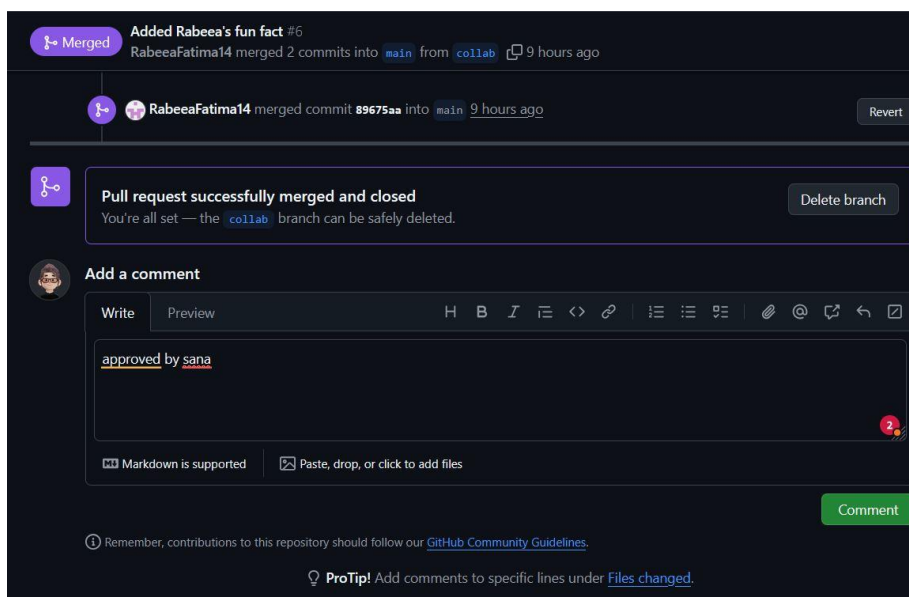 Merged
Added Rabeea's fun fact #6
RabeeaFatima14 merged 2 commits into main from collab 9 hours ago
RabeeaFatima14 merged commit 89675aa into main 9 hours ago
Revert
Pull request successfully merged and closed
You're all set — the collab branch can be safely deleted.
Delete branch
Add a comment
Write Preview
H B I
approved by sana
2
Markdown is supported
Paste, drop, or click to add files
Comment
Remember, contributions to this repository should follow our GitHub Community Guidelines.
ProTip! Add comments to specific lines under Files changed.